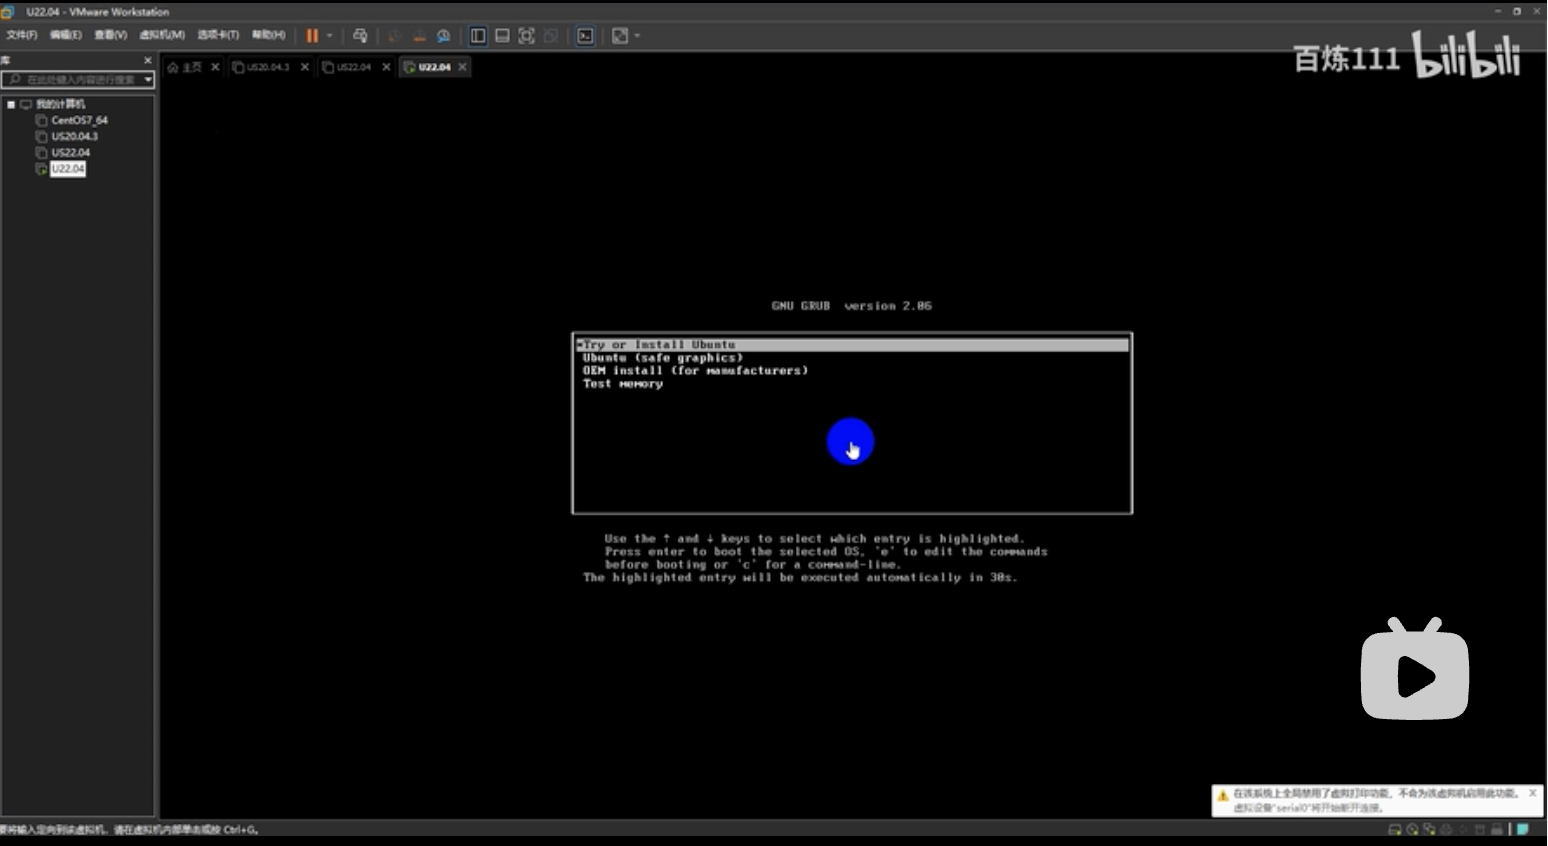 U22.04 - VMware Workstation
文件(F) 编辑(E) 查看(V) 虚拟机(M) 选项卡(T) 帮助(H)
库
在此处键入内容进行搜索
主页 US20.04.3 US22.04 U22.04
百炼111 bilibili
我的计算机
CentOS7_64
US20.04.3
US22.04
U22.04
GNU GRUB version 2.06
*Try or Install Ubuntu
Ubuntu (safe graphics)
OEM install (for manufacturers)
Test memory
Use the ↑ and ↓ keys to select which entry is highlighted.
Press enter to boot the selected OS, 'e' to edit the commands
before booting or 'c' for a command-line.
The highlighted entry will be executed automatically in 30s.
在该系统上全局禁用了虚拟打印功能，不会为该虚拟机启用此功能。
虚拟设备"serial0"将开始断开连接。
要将输入定向到该虚拟机，请在虚拟机内部单击或按 Ctrl+G。